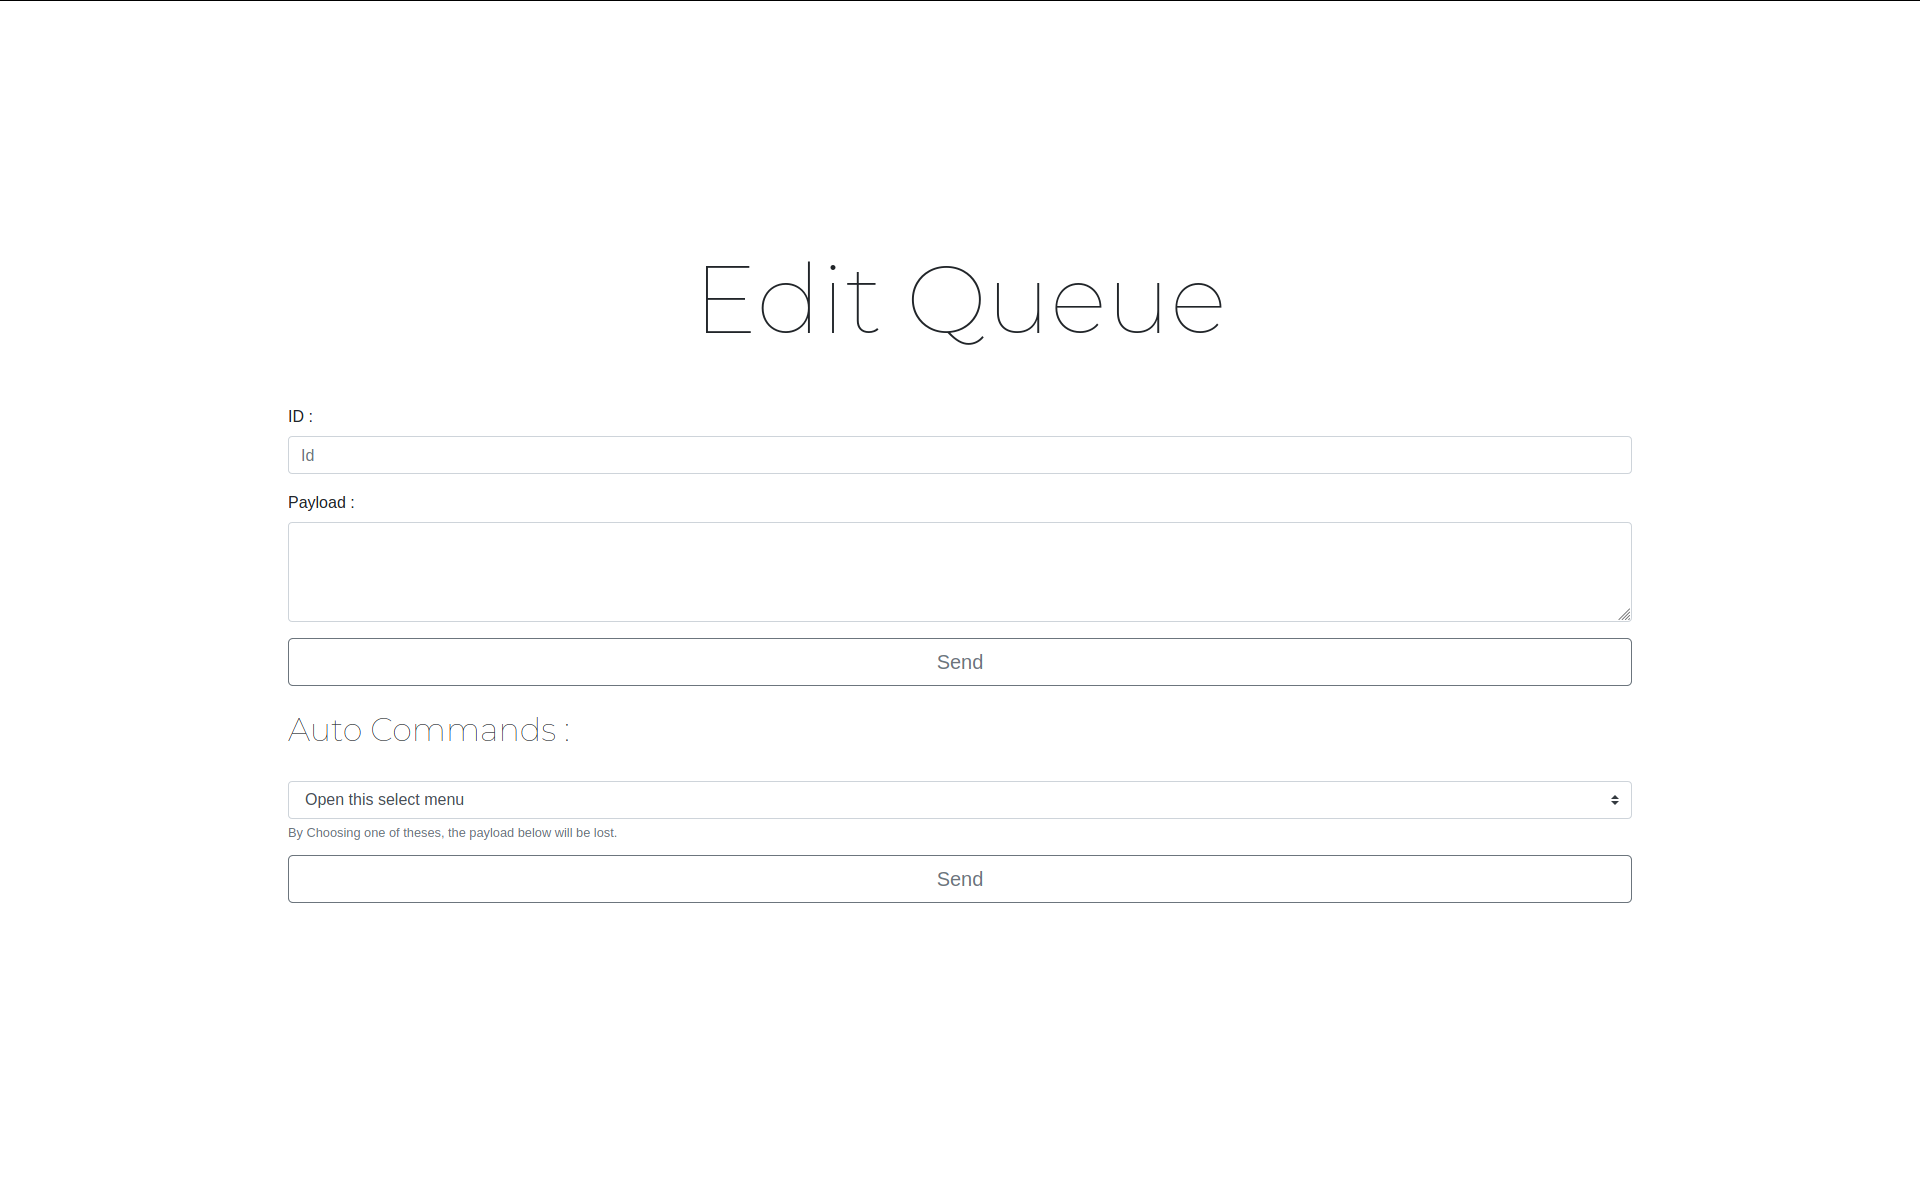 Edit Queue
ID :
Id
Payload :
Send
Auto Commands :
Open this select menu
By Choosing one of theses, the payload below will be lost.
Send